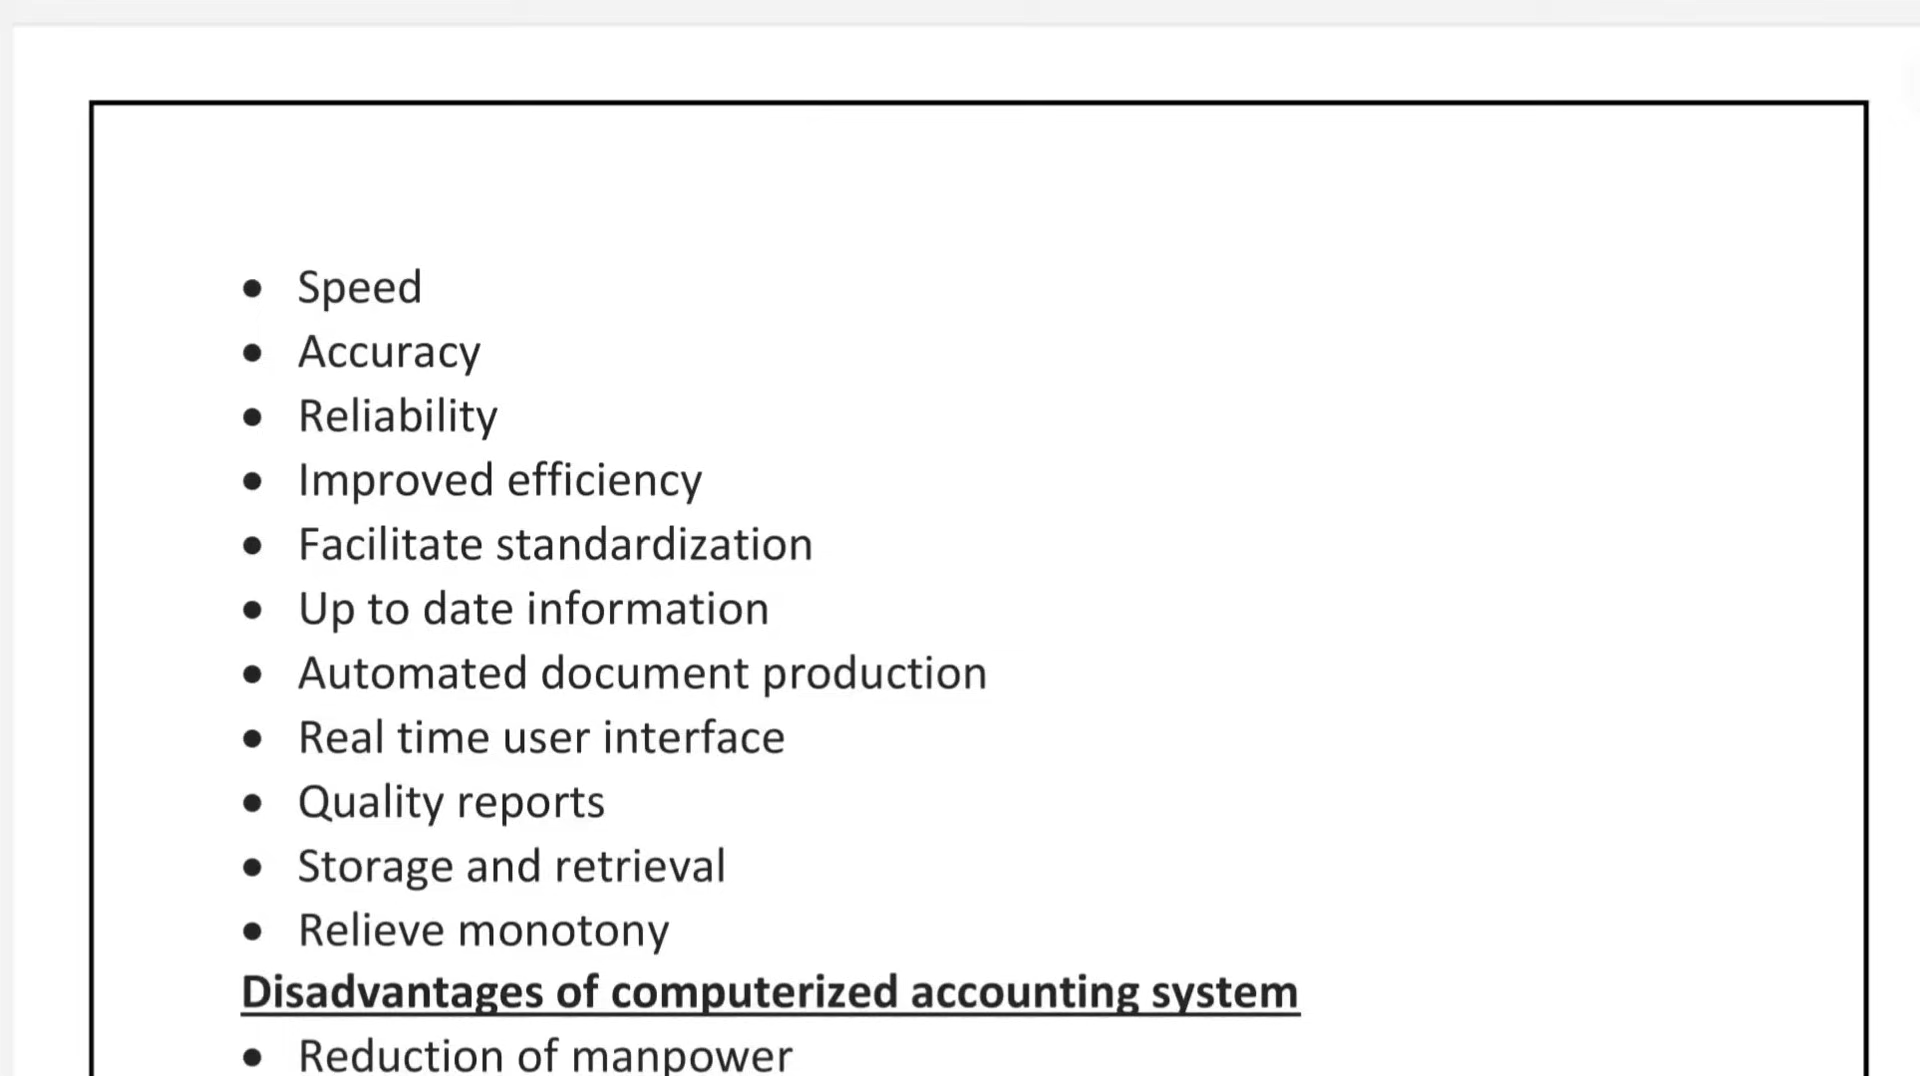 • Speed
• Accuracy
• Reliability
• Improved efficiency
• Facilitate standardization
• Up to date information
• Automated document production
• Real time user interface
• Quality reports
• Storage and retrieval
• Relieve monotony
Disadvantages of computerized accounting system
• Reduction of manpower